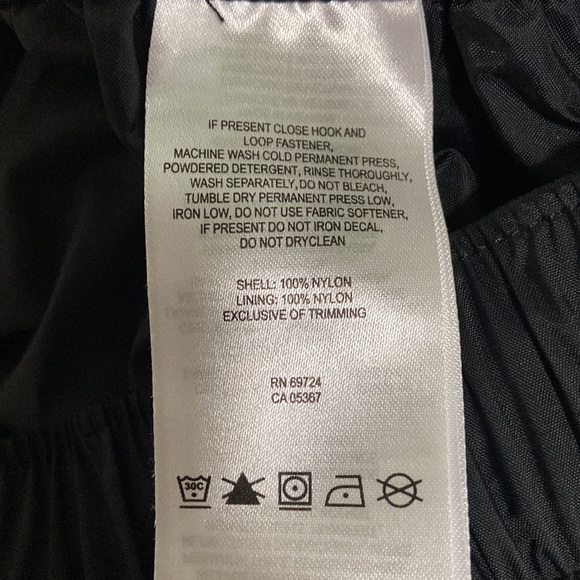 IF PRESENT CLOSE HOOK AND
LOOP FASTENER,
MACHINE WASH COLD PERMANENT PRESS,
POWDERED DETERGENT, RINSE THOROUGHLY,
WASH SEPARATELY, DO NOT BLEACH,
TUMBLE DRY PERMANENT PRESS LOW,
IRON LOW, DO NOT USE FABRIC SOFTENER,
IF PRESENT DO NOT IRON DECAL,
DO NOT DRYCLEAN
SHELL: 100% NYLON
LINING: 100% NYLON
EXCLUSIVE OF TRIMMING
RN 69724
CA 05367
30C